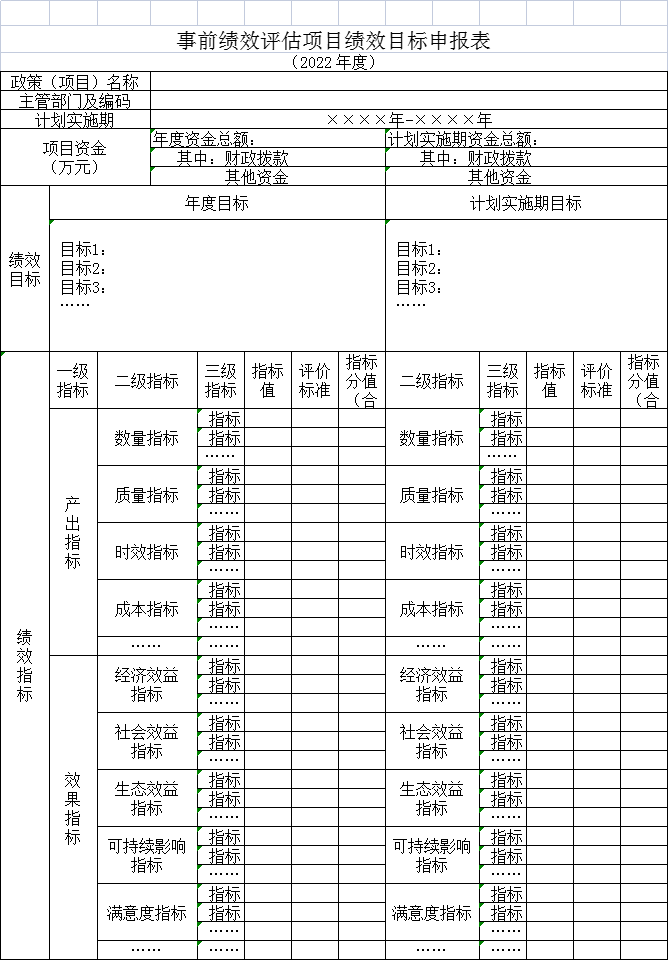 事前绩效评估项目绩效目标申报表
（2022 年度）
政策（项目）名称
主管部门及编码
计划实施期 ××××年-××××年
项目资金（万元） 年度资金总额： 计划实施期资金总额：
其中：财政拨款 其中：财政拨款
其他资金 其他资金
绩效目标 年度目标 计划实施期目标
目标1： 目标1：
目标2： 目标2：
目标3： 目标3：
…… ……
绩效指标 一级指标 二级指标 三级指标 指标值 评价标准 指标分值（合 二级指标 三级指标 指标值 评价标准 指标分值（合
产出指标 数量指标 指标 数量指标 指标
指标 指标
…… ……
质量指标 指标 质量指标 指标
指标 指标
…… ……
时效指标 指标 时效指标 指标
指标 指标
…… ……
成本指标 指标 成本指标 指标
指标 指标
…… ……
…… …… …… ……
效果指标 经济效益指标 指标 经济效益指标 指标
指标 指标
…… ……
社会效益指标 指标 社会效益指标 指标
指标 指标
…… ……
生态效益指标 指标 生态效益指标 指标
指标 指标
…… ……
可持续影响指标 指标 可持续影响指标 指标
指标 指标
…… ……
满意度指标 指标 满意度指标 指标
指标 指标
…… ……
…… …… …… ……